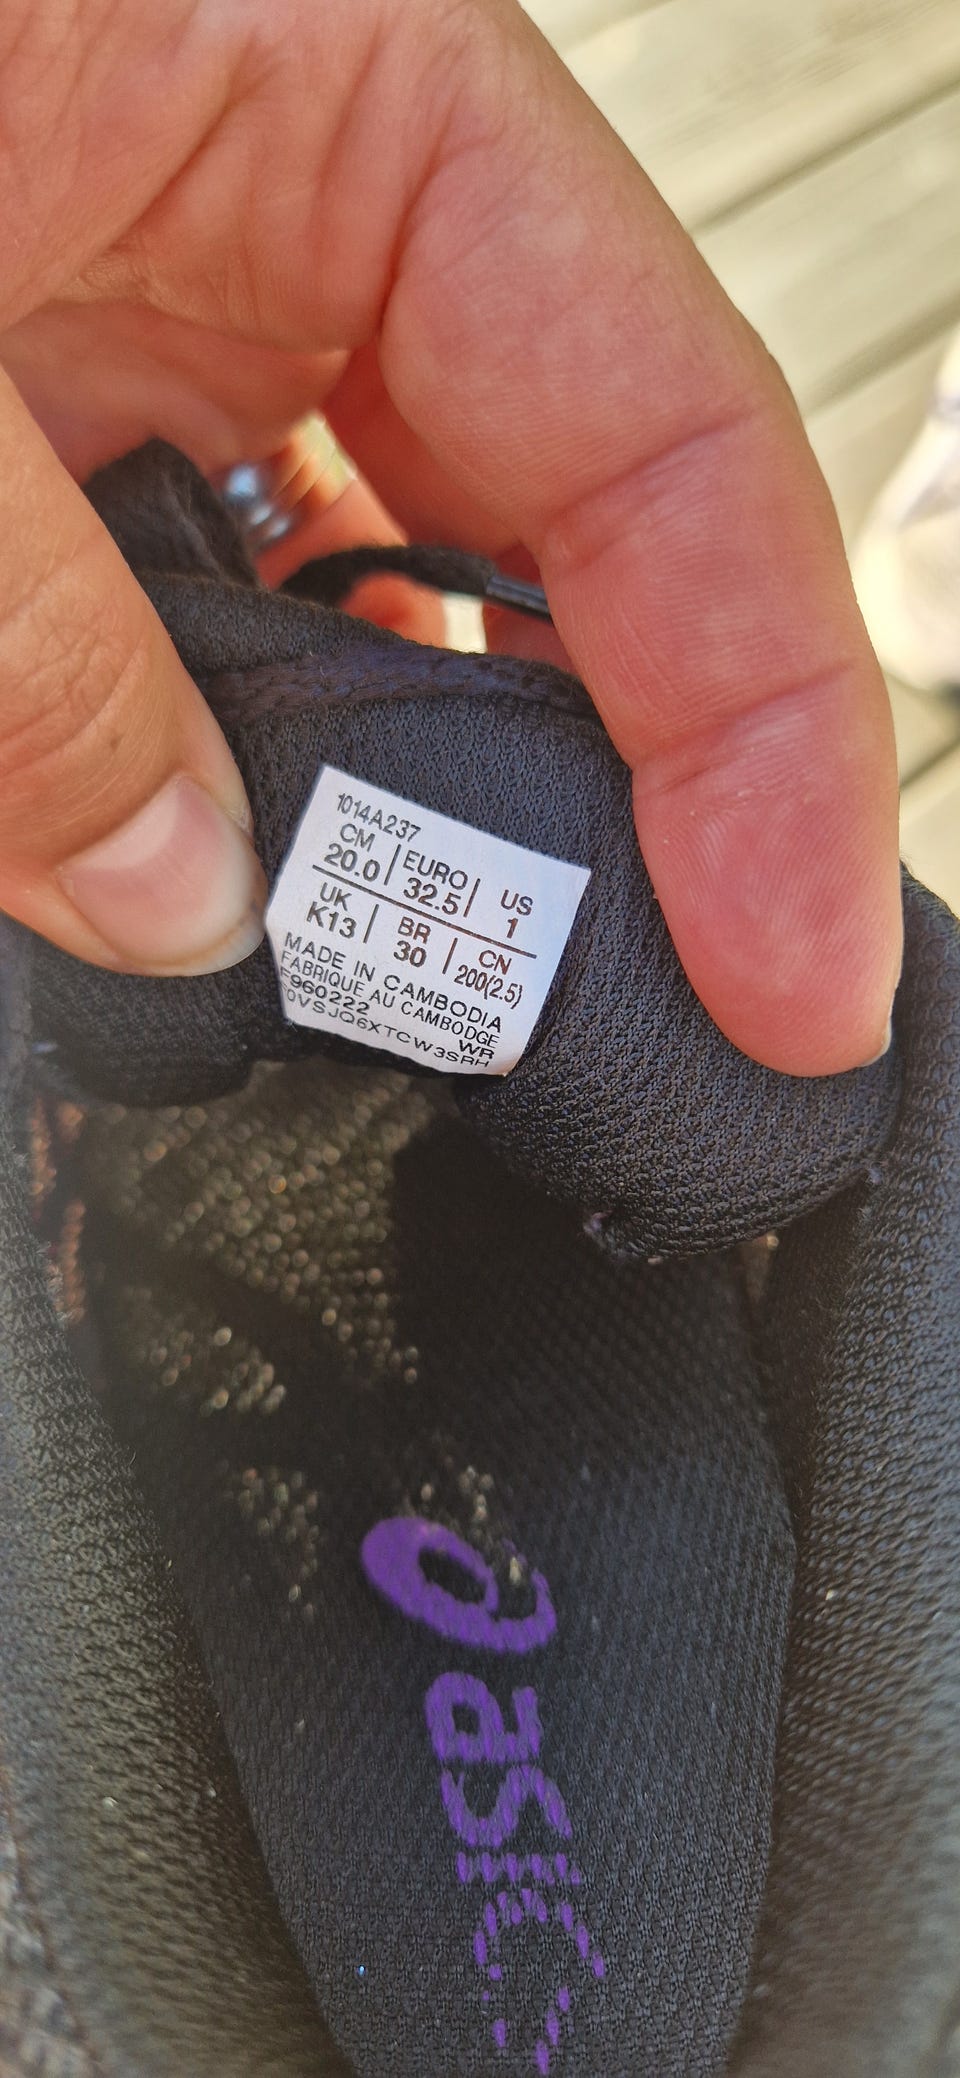 1014A237
CM | EURO | US
20.0 | 32.5 | 1
UK | BR | CN
K13 | 30 | 200(2.5)
MADE IN CAMBODIA
FABRIQUE AU CAMBODGE
F960222 WR
0VSJQ6XTCW3SRH
asics